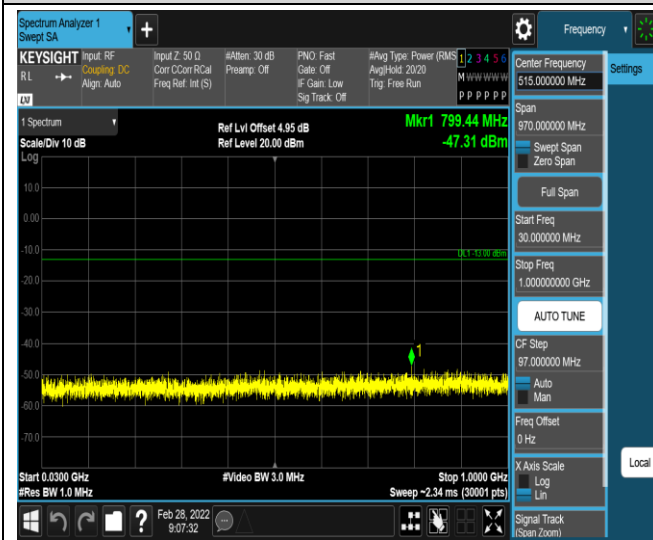 Spectrum Analyzer 1
Swept SA
+
Frequency
KEYSIGHT
RL
LXI
Input: RF
Coupling: DC
Align: Auto
Input Z: 50 Ω
Corr CCorr RCal
Freq Ref: Int (S)
#Atten: 30 dB
Preamp: Off
PNO: Fast
Gate: Off
IF Gain: Low
Sig Track: Off
#Avg Type: Power (RMS
Avg|Hold: 20/20
Trig: Free Run
1 2 3 4 5 6
M W W W W W
P P P P P P
1 Spectrum
Scale/Div 10 dB
Log
Ref Lvl Offset 4.95 dB
Ref Level 20.00 dBm
Mkr1 799.44 MHz
-47.31 dBm
10.0
0.00
-10.0
DL1 -13.00 dBm
-20.0
-30.0
-40.0
1
-50.0
-60.0
-70.0
Start 0.0300 GHz
#Res BW 1.0 MHz
#Video BW 3.0 MHz
Stop 1.0000 GHz
Sweep ~2.34 ms (30001 pts)
?
Feb 28, 2022
9:07:32
Center Frequency
515.000000 MHz
Span
970.000000 MHz
Swept Span
Zero Span
Full Span
Start Freq
30.000000 MHz
Stop Freq
1.000000000 GHz
AUTO TUNE
CF Step
97.000000 MHz
Auto
Man
Freq Offset
0 Hz
X Axis Scale
Log
Lin
Signal Track
(Span Zoom)
Settings
Local